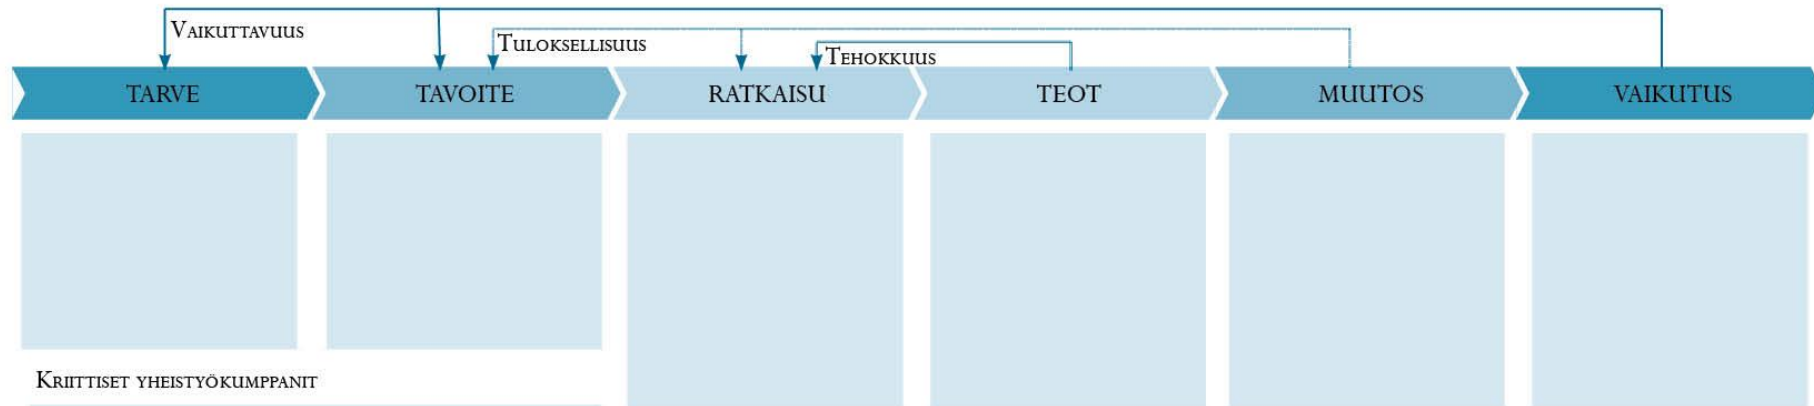 Vaikuttavuus
Tuloksellisuus
Tehokkuus
TARVE
TAVOITE
RATKAISU
TEOT
MUUTOS
VAIKUTUS
Kriittiset yheistyökumppanit